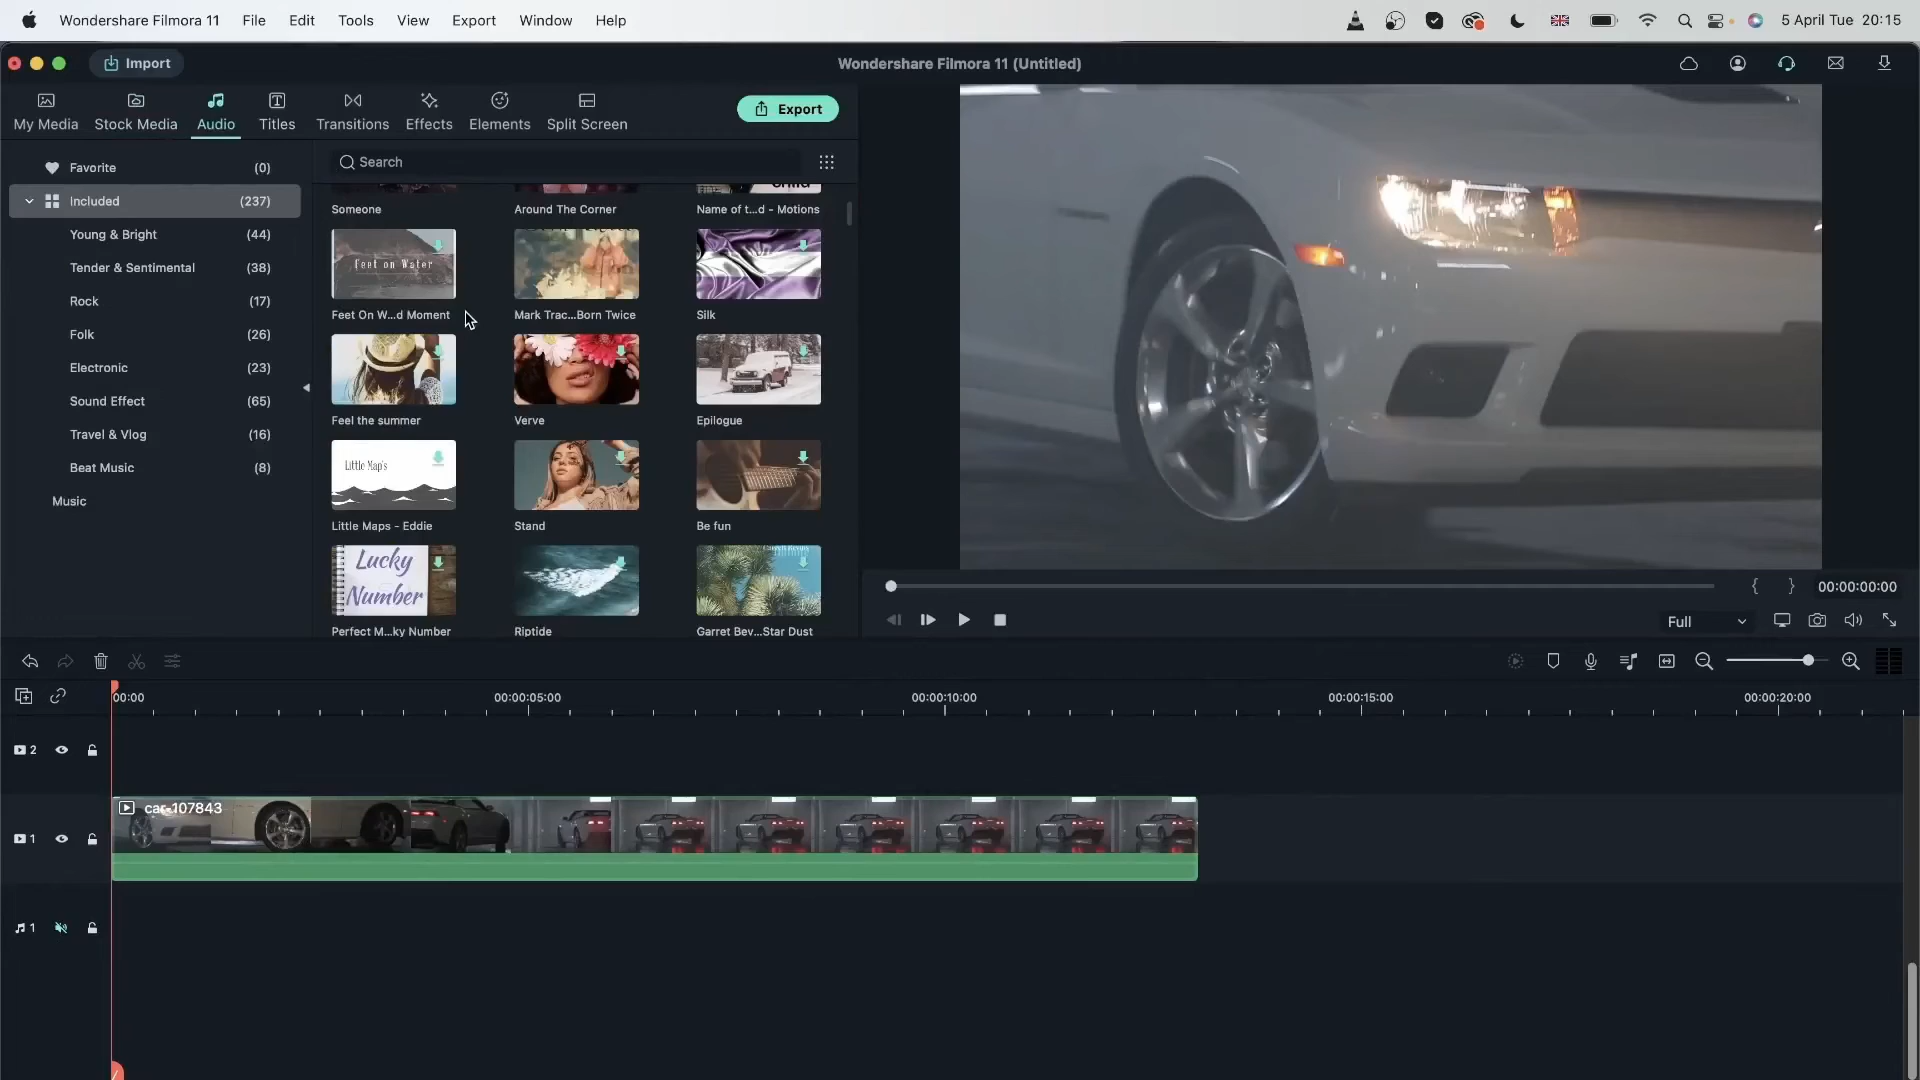 Wondershare Filmora 11 File Edit Tools View Export Window Help 5 April Tue 20:15
Import Wondershare Filmora 11 (Untitled)
My Media Stock Media Audio Titles Transitions Effects Elements Split Screen Export
Favorite (0)
Included (237)
Young & Bright (44)
Tender & Sentimental (38)
Rock (17)
Folk (26)
Electronic (23)
Sound Effect (65)
Travel & Vlog (16)
Beat Music (8)
Music
Search
Someone Around The Corner Name of t...d - Motions
Feet on Water
Feet On W...d Moment Mark Trac...Born Twice Silk
Feel the summer Verve Epilogue
Little Map's
Little Maps - Eddie Stand Be fun
Lucky
Number
Perfect M...ky Number Riptide Garret Bev...Star Dust
{ } 00:00:00:00
Full
00:00 00:00:05:00 00:00:10:00 00:00:15:00 00:00:20:00
2
car-107843
1
1